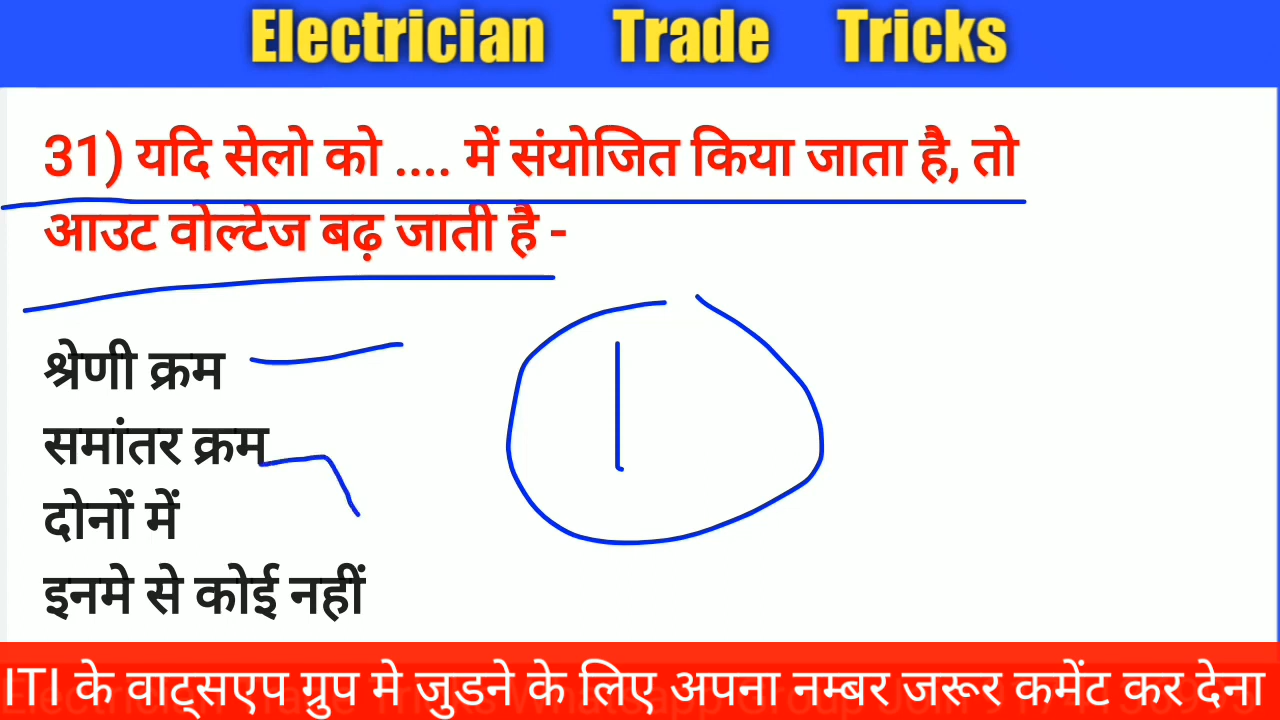 Electrician Trade Tricks
31) यदि सेलो को .... में संयोजित किया जाता है, तो
आउट वोल्टेज बढ़ जाती है -
श्रेणी क्रम
समांतर क्रम
दोनों में
इनमे से कोई नहीं
ITI के वाट्सएप ग्रुप मे जुडने के लिए अपना नम्बर जरूर कमेंट कर देना